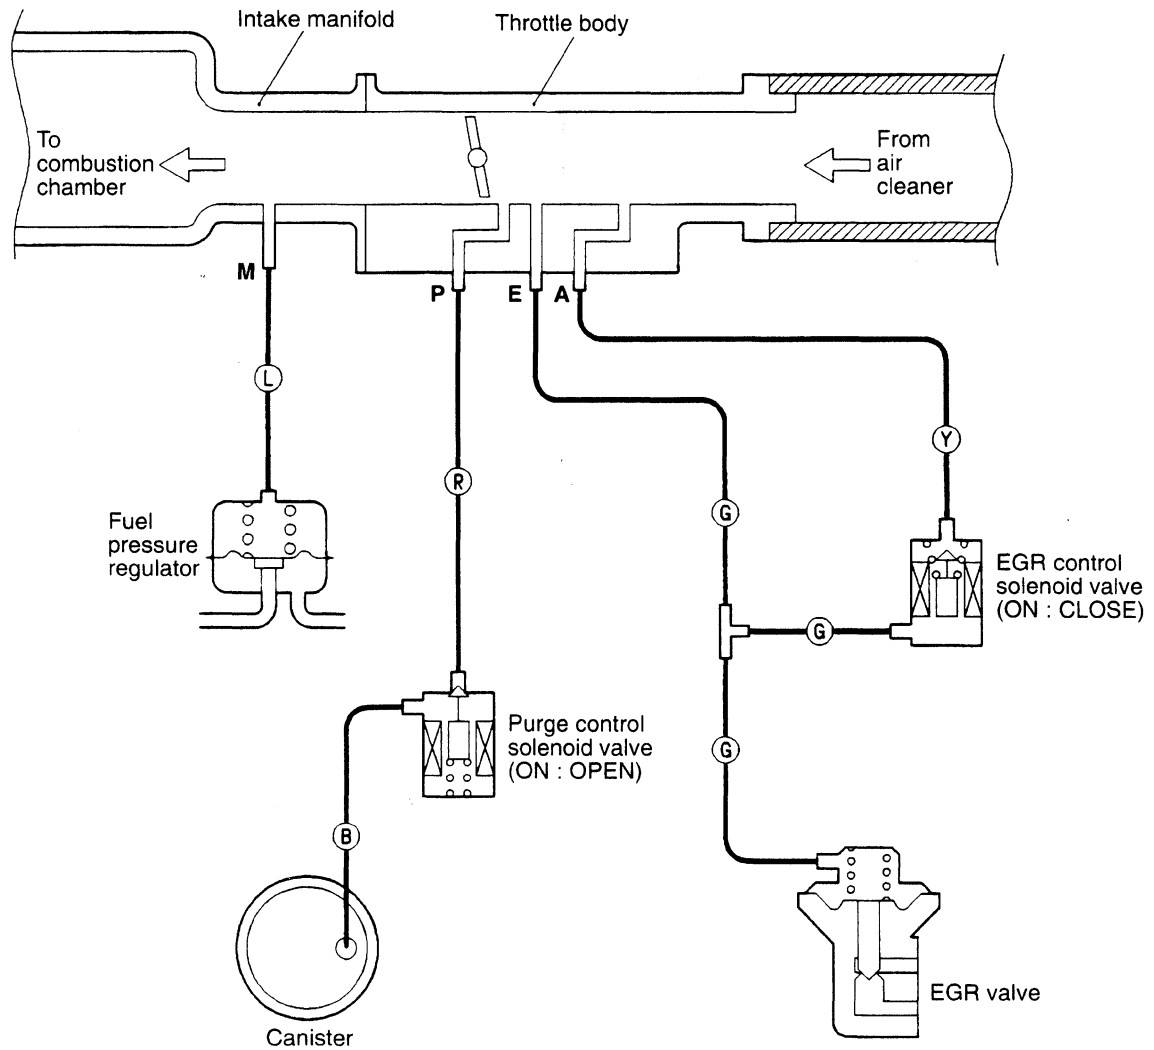 Intake manifold
Throttle body
To
combustion
chamber
From
air
cleaner
M
P
E
A
L
Y
R
G
Fuel
pressure
regulator
EGR control
solenoid valve
(ON : CLOSE)
G
Purge control
solenoid valve
(ON : OPEN)
G
B
EGR valve
Canister